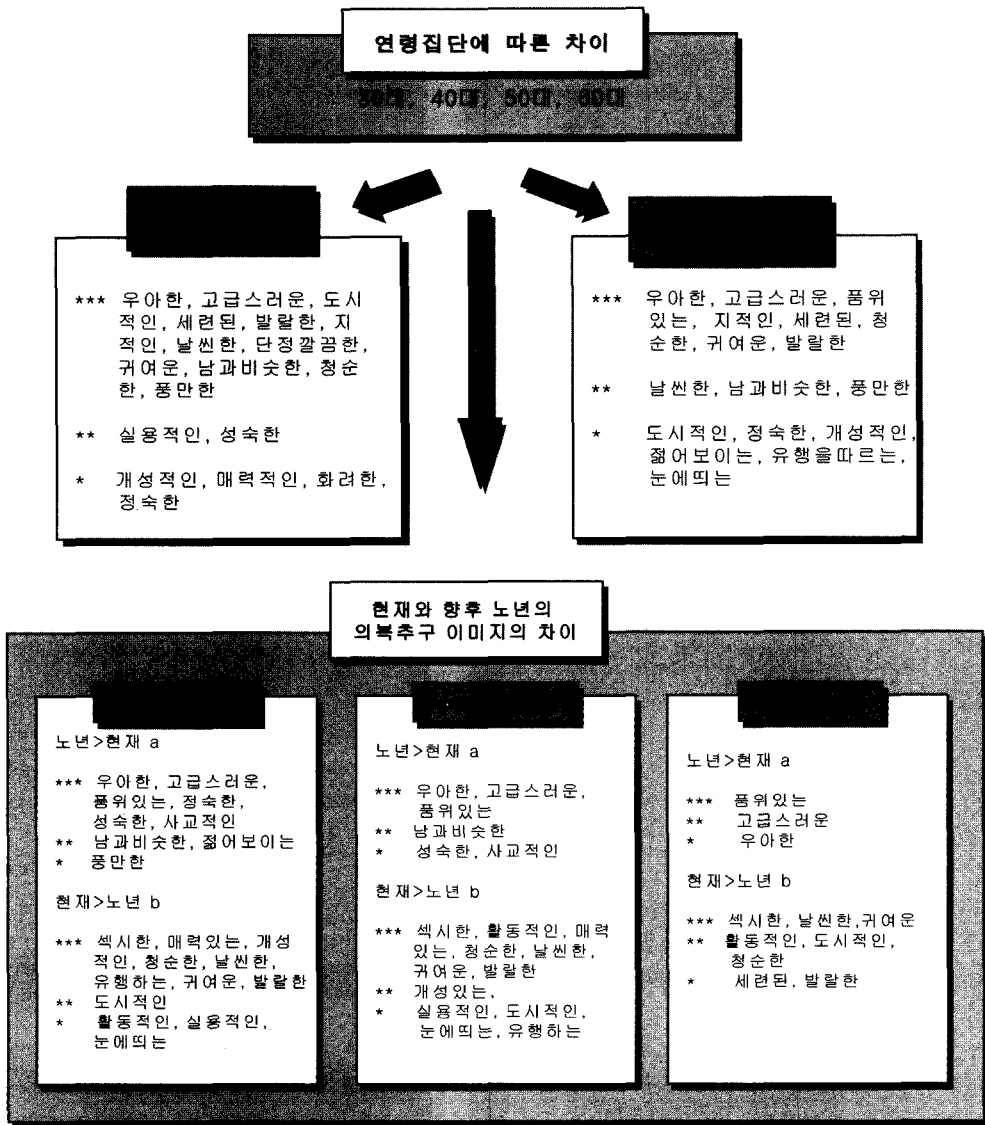 연령집단에 따른 차이
30대, 40대, 50대, 60대
*** 우아한, 고급스러운, 도시
적인, 세련된, 발랄한, 지
적인, 날씬한, 단정깔끔한,
귀여운, 남과비슷한, 청순
한, 풍만한
** 실용적인, 성숙한
* 개성적인, 매력적인, 화려한,
정숙한
*** 우아한, 고급스러운, 품위
있는, 지적인, 세련된, 청
순한, 귀여운, 발랄한
** 날씬한, 남과비슷한, 풍만한
* 도시적인, 정숙한, 개성적인,
젊어보이는, 유행을따르는,
눈에띄는
현재와 향후 노년의
의복추구 이미지의 차이
노년>현재 a
*** 우아한, 고급스러운,
품위있는, 정숙한,
성숙한, 사교적인
** 남과비슷한, 젊어보이는
* 풍만한
현재>노년 b
*** 섹시한, 매력있는, 개성
적인, 청순한, 날씬한,
유행하는, 귀여운, 발랄한
** 도시적인
* 활동적인, 실용적인,
눈에띄는
노년>현재 a
*** 우아한, 고급스러운,
품위있는
** 남과비슷한
* 성숙한, 사교적인
현재>노년 b
*** 섹시한, 활동적인, 매력
있는, 청순한, 날씬한,
귀여운, 발랄한
** 개성있는,
* 실용적인, 도시적인,
눈에띄는, 유행하는
노년>현재 a
*** 품위있는
** 고급스러운
* 우아한
현재>노년 b
*** 섹시한, 날씬한,귀여운
** 활동적인, 도시적인,
청순한
* 세련된, 발랄한